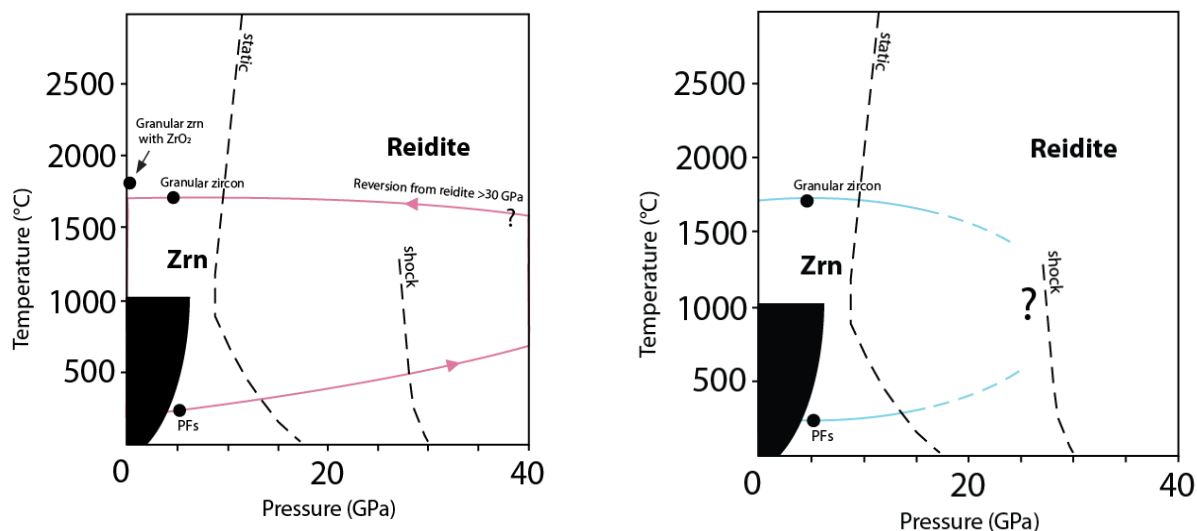 static
2500
Granular zrn
with ZrO₂
2000
Reidite
Granular zircon
Reversion from reidite >30 GPa
?
1500
Zrn
shock
1000
500
PFs
0
20
40
Temperature (°C)
Pressure (GPa)
static
2500
2000
Reidite
Granular zircon
1500
Zrn
shock
1000
?
500
PFs
0
20
40
Temperature (°C)
Pressure (GPa)